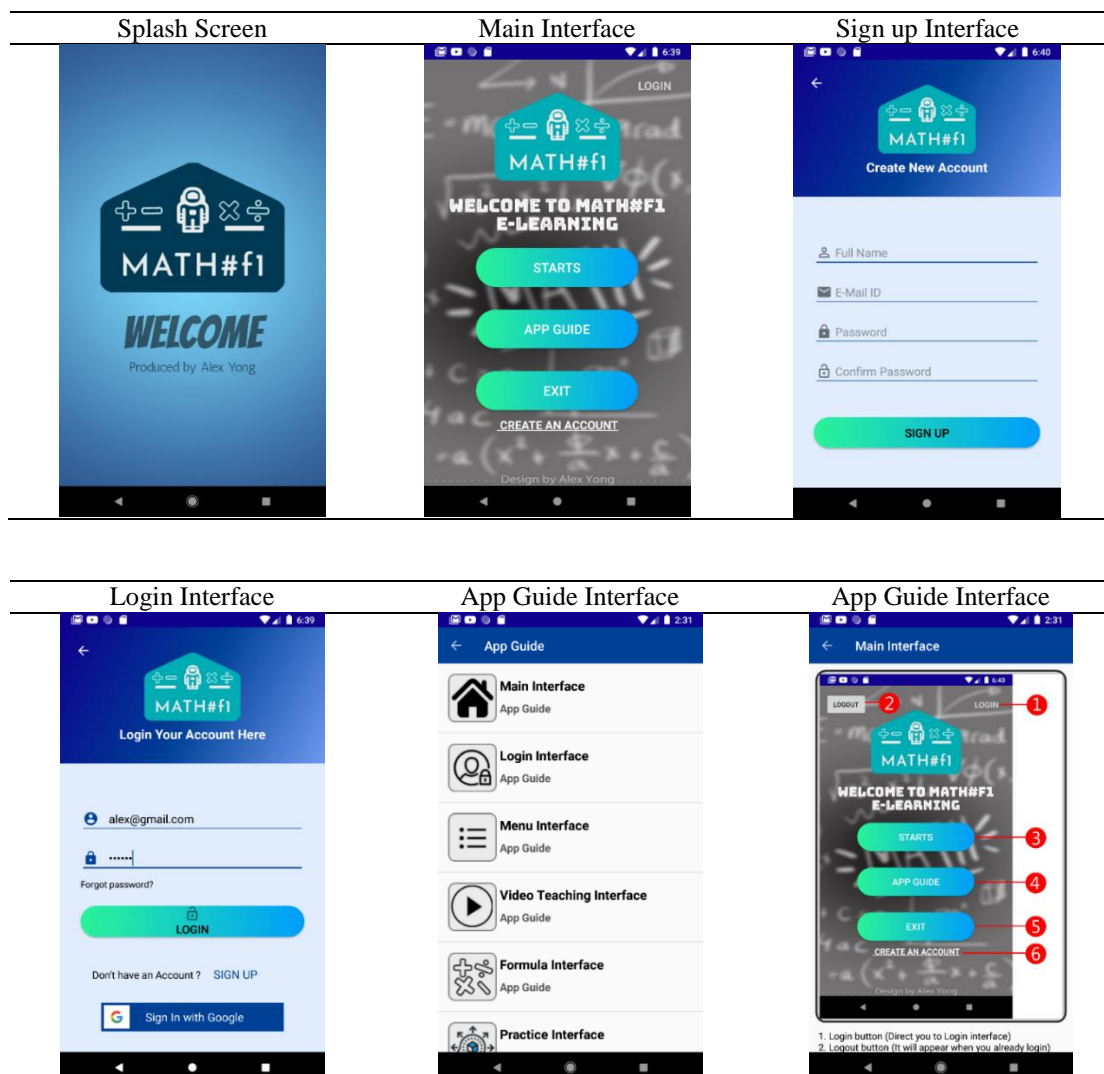 Splash Screen
MATH#f1
WELCOME
Produced by Alex Yong
Main Interface
6:39
LOGIN
MATH#f1
WELCOME TO MATH#F1
E-LEARNING
STARTS
APP GUIDE
EXIT
CREATE AN ACCOUNT
Design by Alex Yong
Sign up Interface
6:40
MATH#f1
Create New Account
Full Name
E-Mail ID
Password
Confirm Password
SIGN UP
Login Interface
6:39
MATH#f1
Login Your Account Here
alex@gmail.com
Forgot password?
LOGIN
Don't have an Account ? SIGN UP
G Sign In with Google
App Guide Interface
2:31
App Guide
Main Interface
App Guide
Login Interface
App Guide
Menu Interface
App Guide
Video Teaching Interface
App Guide
Formula Interface
App Guide
Practice Interface
App Guide Interface
2:31
Main Interface
6:40
LOGOUT 2 LOGIN 1
MATH#f1
WELCOME TO MATH#F1
E-LEARNING
STARTS 3
APP GUIDE 4
EXIT 5
CREATE AN ACCOUNT 6
Design by Alex Yong
1. Login button (Direct you to Login interface)
2. Logout button (It will appear when you already login)